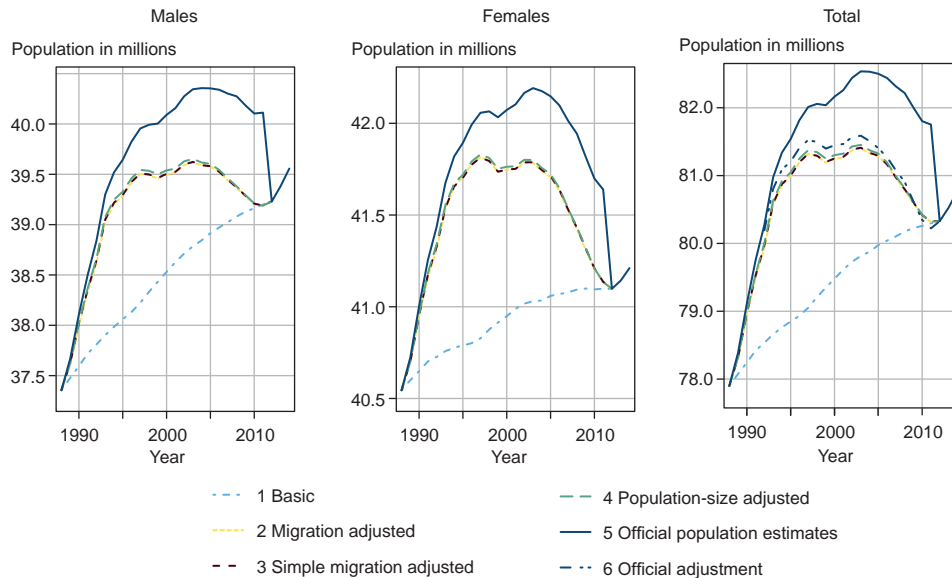 Males
Females
Total
Population in millions
Population in millions
Population in millions
40.0
39.5
39.0
38.5
38.0
37.5
1990
2000
2010
Year
42.0
41.5
41.0
40.5
1990
2000
2010
Year
82.0
81.0
80.0
79.0
78.0
1990
2000
2010
Year
1 Basic
2 Migration adjusted
3 Simple migration adjusted
4 Population-size adjusted
5 Official population estimates
6 Official adjustment